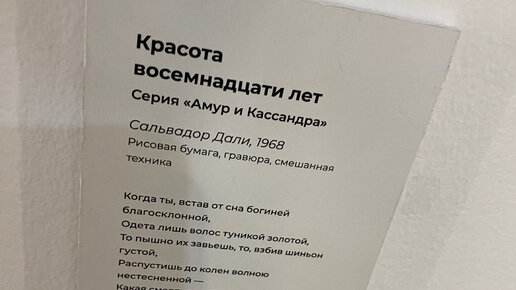 Красота
восемнадцати лет
Серия «Амур и Кассандра»
Сальвадор Дали, 1968
Рисовая бумага, гравюра, смешанная
техника
Когда ты, встав от сна богиней
благосклонной,
Одета лишь волос туникой золотой,
То пышно их завьешь, то, взбив шиньон
густой,
Распустишь до колен волною
нестесненной —
Какая